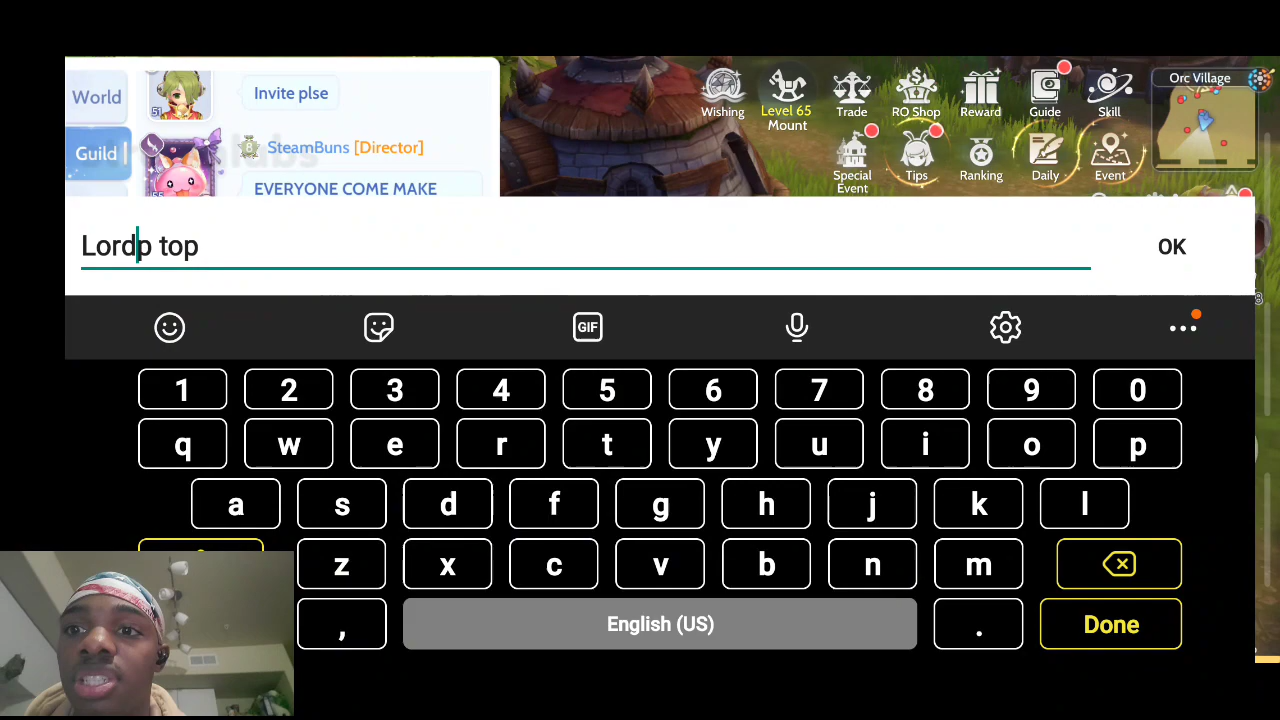 World
51
Invite plse
Guild
SteamBuns [Director]
EVERYONE COME MAKE
Wishing
Level 65
Mount
Trade
RO Shop
Reward
Guide
Skill
Special
Event
Tips
Ranking
Daily
Event
Orc Village
Lordp top
OK
GIF
1 2 3 4 5 6 7 8 9 0
q w e r t y u i o p
a s d f g h j k l
z x c v b n m
, English (US) . Done